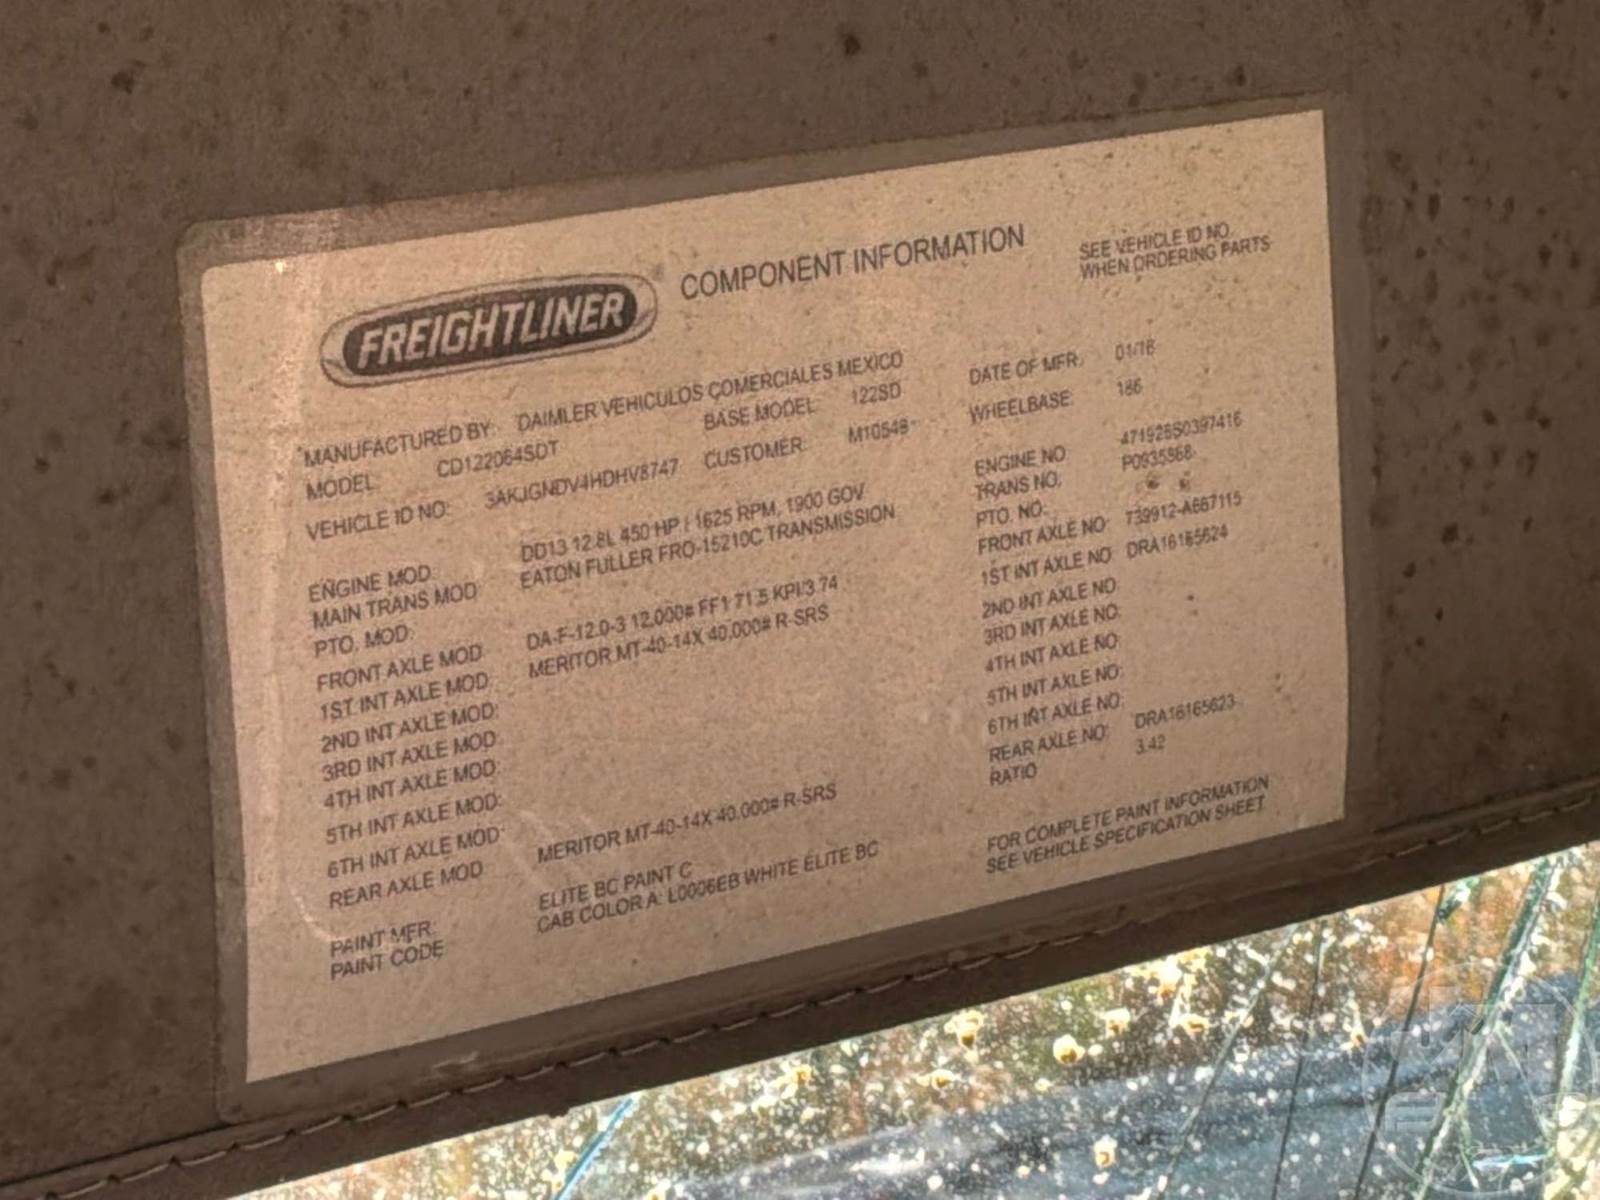 FREIGHTLINER COMPONENT INFORMATION
SEE VEHICLE ID NO.
WHEN ORDERING PARTS
MANUFACTURED BY: DAIMLER VEHICULOS COMERCIALES MEXICO DATE OF MFR: 01/16
MODEL: CD122064SDT BASE MODEL: 122SD WHEELBASE: 186
VEHICLE ID NO: 3AKJGNDV4HDHV8747 CUSTOMER: M10548
ENGINE MOD: DD13 12.8L 450 HP 1625 RPM, 1900 GOV ENGINE NO 471928S0397416
MAIN TRANS MOD: EATON FULLER FRO-15210C TRANSMISSION TRANS NO.
PTO. MOD: PTO. NO:
FRONT AXLE MOD: DA-F-12.0-3 12,000# FF1 71.5 KPI/3.74 FRONT AXLE NO: 739912-A667115
1ST INT AXLE MOD: MERITOR MT-40-14X 40,000# R-SRS 1ST INT AXLE NO: DRA16165624
2ND INT AXLE MOD: 2ND INT AXLE NO:
3RD INT AXLE MOD: 3RD INT AXLE NO:
4TH INT AXLE MOD: 4TH INT AXLE NO:
5TH INT AXLE MOD: 5TH INT AXLE NO:
6TH INT AXLE MOD: 6TH INT AXLE NO:
REAR AXLE MOD: MERITOR MT-40-14X 40,000# R-SRS REAR AXLE NO: DRA16165623
RATIO 3.42
PAINT MFR: ELITE BC PAINT C
PAINT CODE CAB COLOR A: L0006EB WHITE ELITE BC
FOR COMPLETE PAINT INFORMATION
SEE VEHICLE SPECIFICATION SHEET